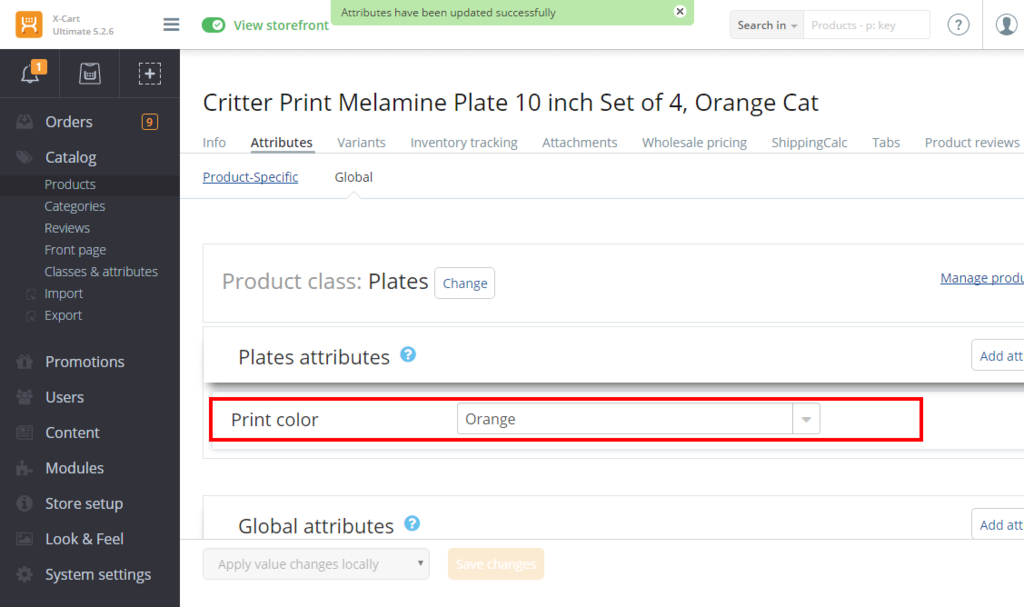 X-Cart
Ultimate 5.2.6
View storefront
Attributes have been updated successfully
Search in
Products - p: key
?
1
Orders
9
Catalog
Products
Categories
Reviews
Front page
Classes & attributes
Import
Export
Promotions
Users
Content
Modules
Store setup
Look & Feel
System settings
Critter Print Melamine Plate 10 inch Set of 4, Orange Cat
Info Attributes Variants Inventory tracking Attachments Wholesale pricing ShippingCalc Tabs Product reviews
Product-Specific Global
Product class: Plates Change
Manage produ
Plates attributes ?
Add att
Print color Orange
Global attributes ?
Add att
Apply value changes locally
Save changes